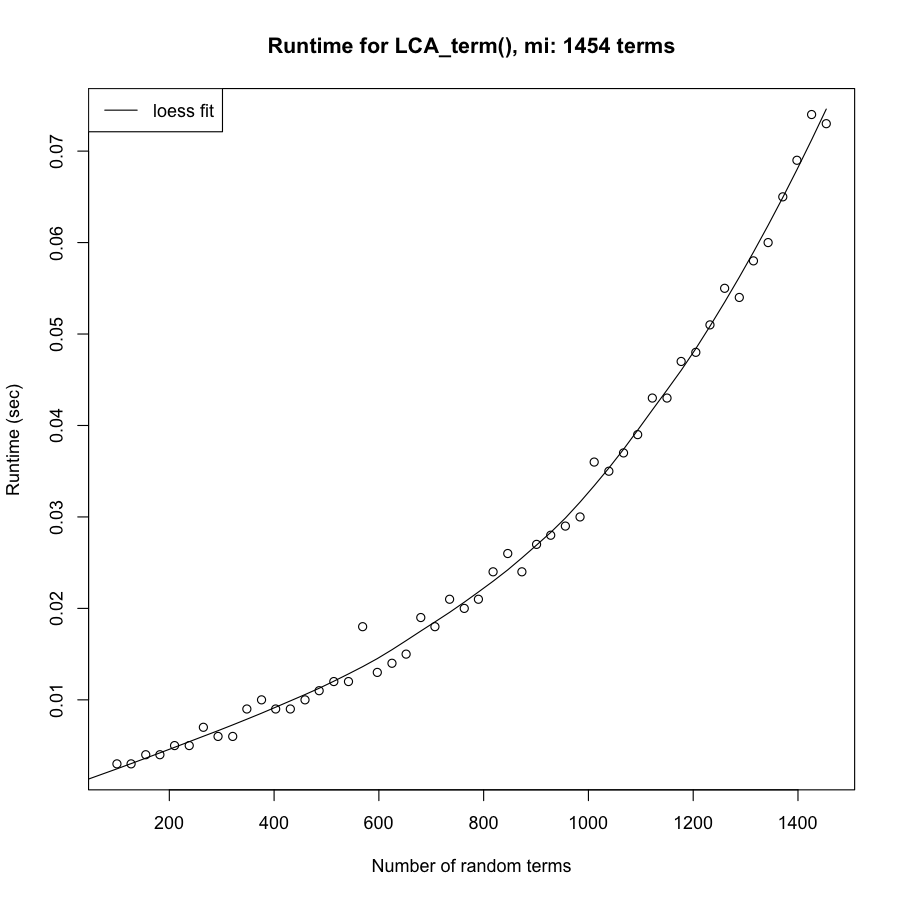 Runtime for LCA_term(), mi: 1454 terms
loess fit
Runtime (sec)
0.07
0.06
0.05
0.04
0.03
0.02
0.01
200 400 600 800 1000 1200 1400
Number of random terms